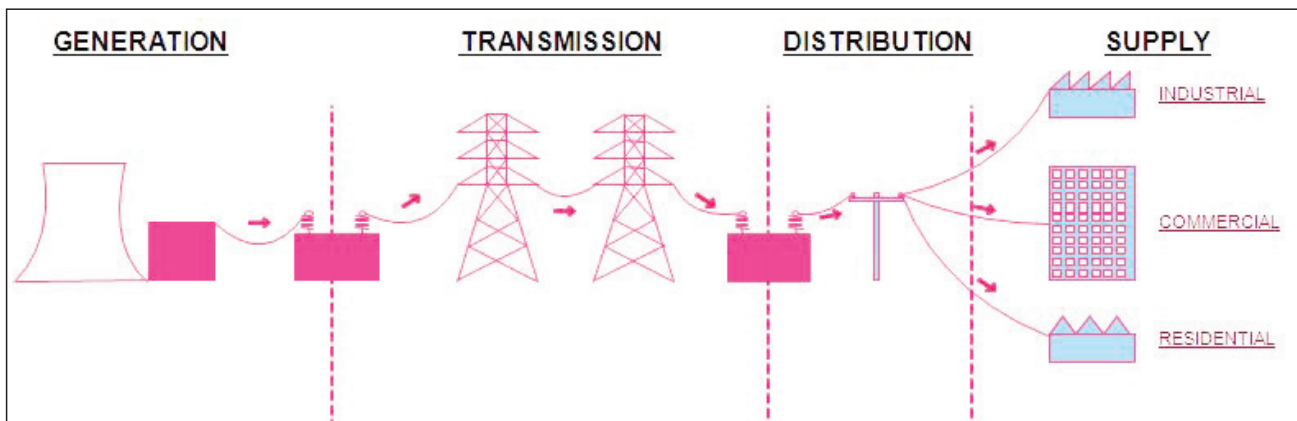 GENERATION
TRANSMISSION
DISTRIBUTION
SUPPLY
INDUSTRIAL
COMMERCIAL
RESIDENTIAL